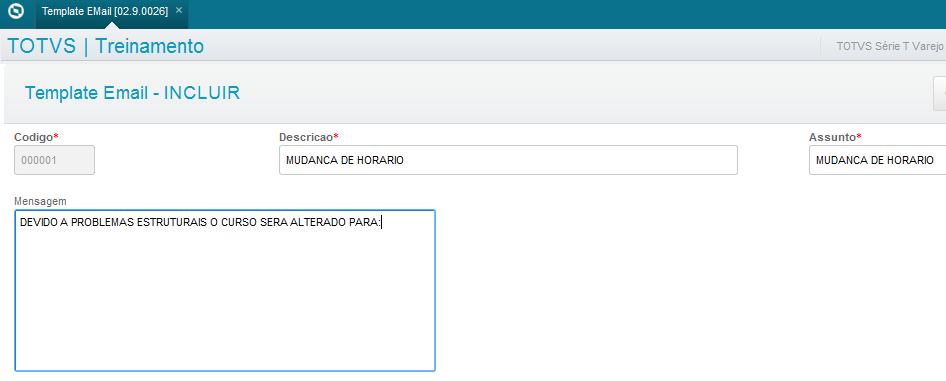 Template EMail [02.9.0026] ×
TOTVS | Treinamento
TOTVS Série T Varejo
Template Email - INCLUIR
Codigo* Descricao* Assunto*
000001 MUDANCA DE HORARIO MUDANCA DE HORARIO
Mensagem
DEVIDO A PROBLEMAS ESTRUTURAIS O CURSO SERA ALTERADO PARA: